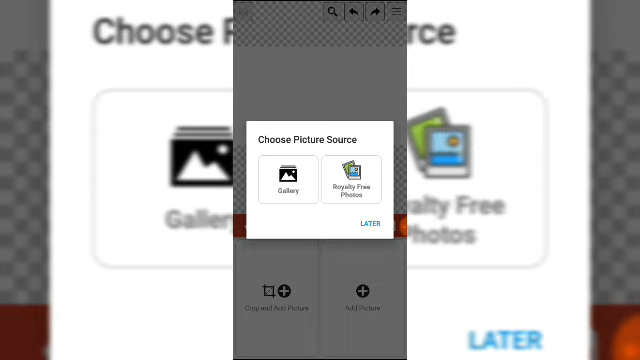 Choose Picture Source
Gallery
Royalty Free
Photos
LATER
Crop and Add Picture
Add Picture